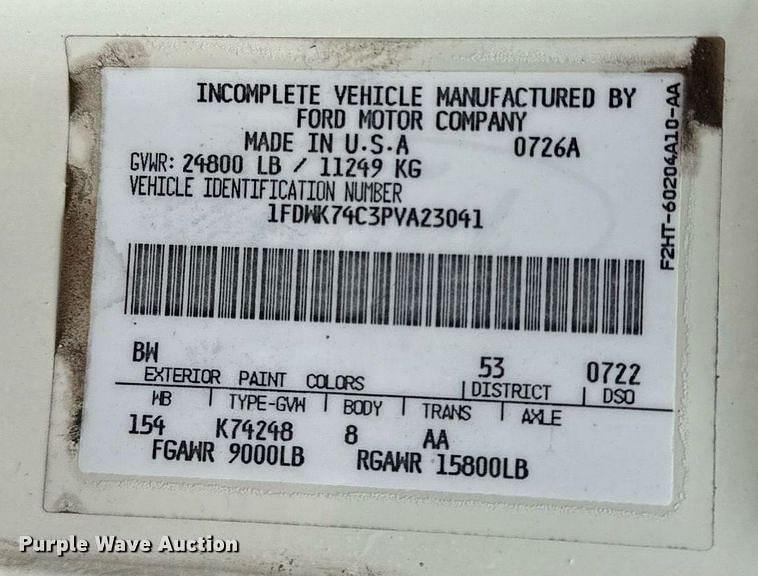 INCOMPLETE VEHICLE MANUFACTURED BY
FORD MOTOR COMPANY
MADE IN U.S.A 0726A
GVWR: 24800 LB / 11249 KG
VEHICLE IDENTIFICATION NUMBER
1FDWK74C3PVA23041
F2HT-60204A10-AA
BW 53 0722
EXTERIOR PAINT COLORS DISTRICT DSO
WB TYPE-GVW BODY TRANS AXLE
154 K74248 8 AA
FGAWR 9000LB RGAWR 15800LB
Purple Wave Auction